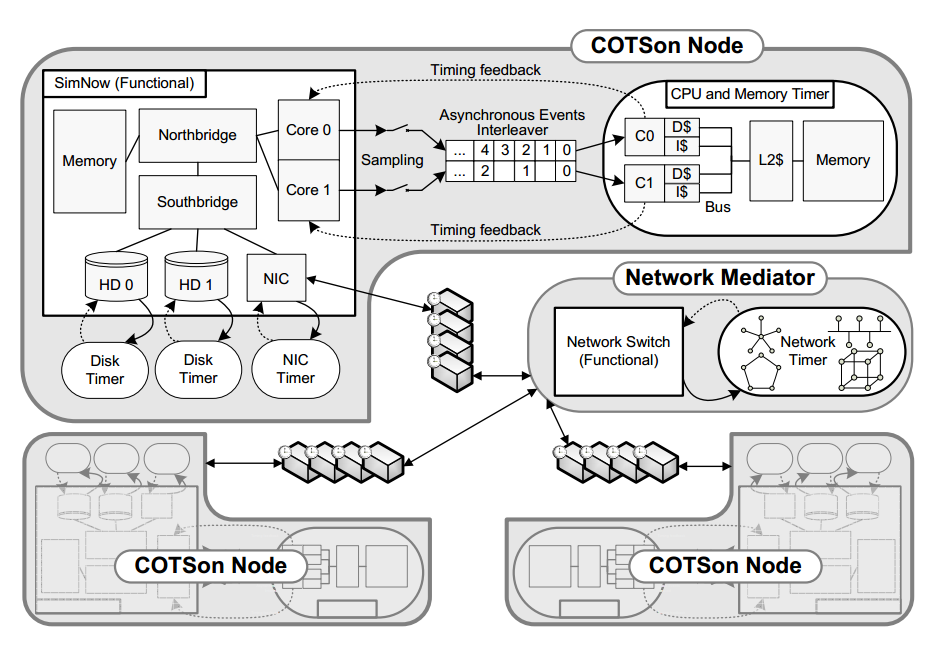 COTSon Node
SimNow (Functional)
Timing feedback
CPU and Memory Timer
Memory
Northbridge
Core 0
Sampling
Core 1
Southbridge
Asynchronous Events
Interleaver
... 4 3 2 1 0
... 2 1 0
C0
D$
I$
C1
D$
I$
Bus
L2$
Memory
Timing feedback
HD 0
HD 1
NIC
Disk
Timer
Disk
Timer
NIC
Timer
Network Mediator
Network Switch
(Functional)
Network
Timer
COTSon Node
COTSon Node